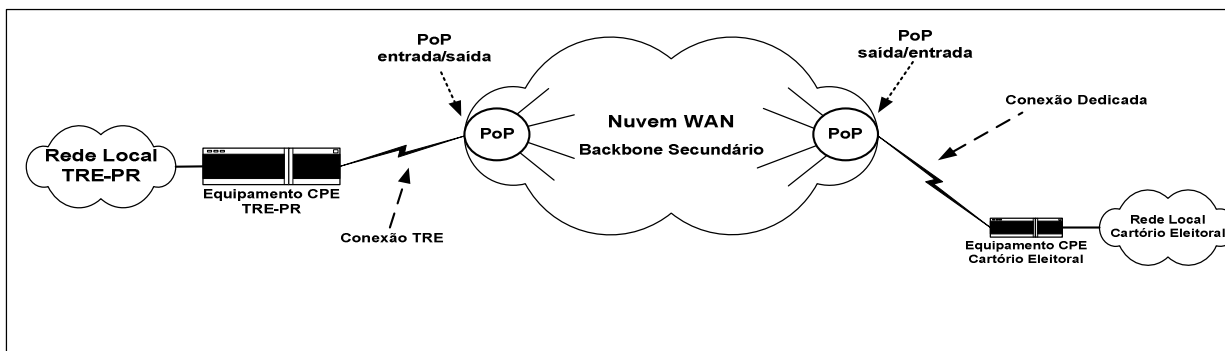 PoP
entrada/saída
PoP
saída/entrada
Conexão Dedicada
Nuvem WAN
Backbone Secundário
PoP
PoP
Rede Local
TRE-PR
Equipamento CPE
TRE-PR
Conexão TRE
Equipamento CPE
Cartório Eleitoral
Rede Local
Cartório Eleitoral